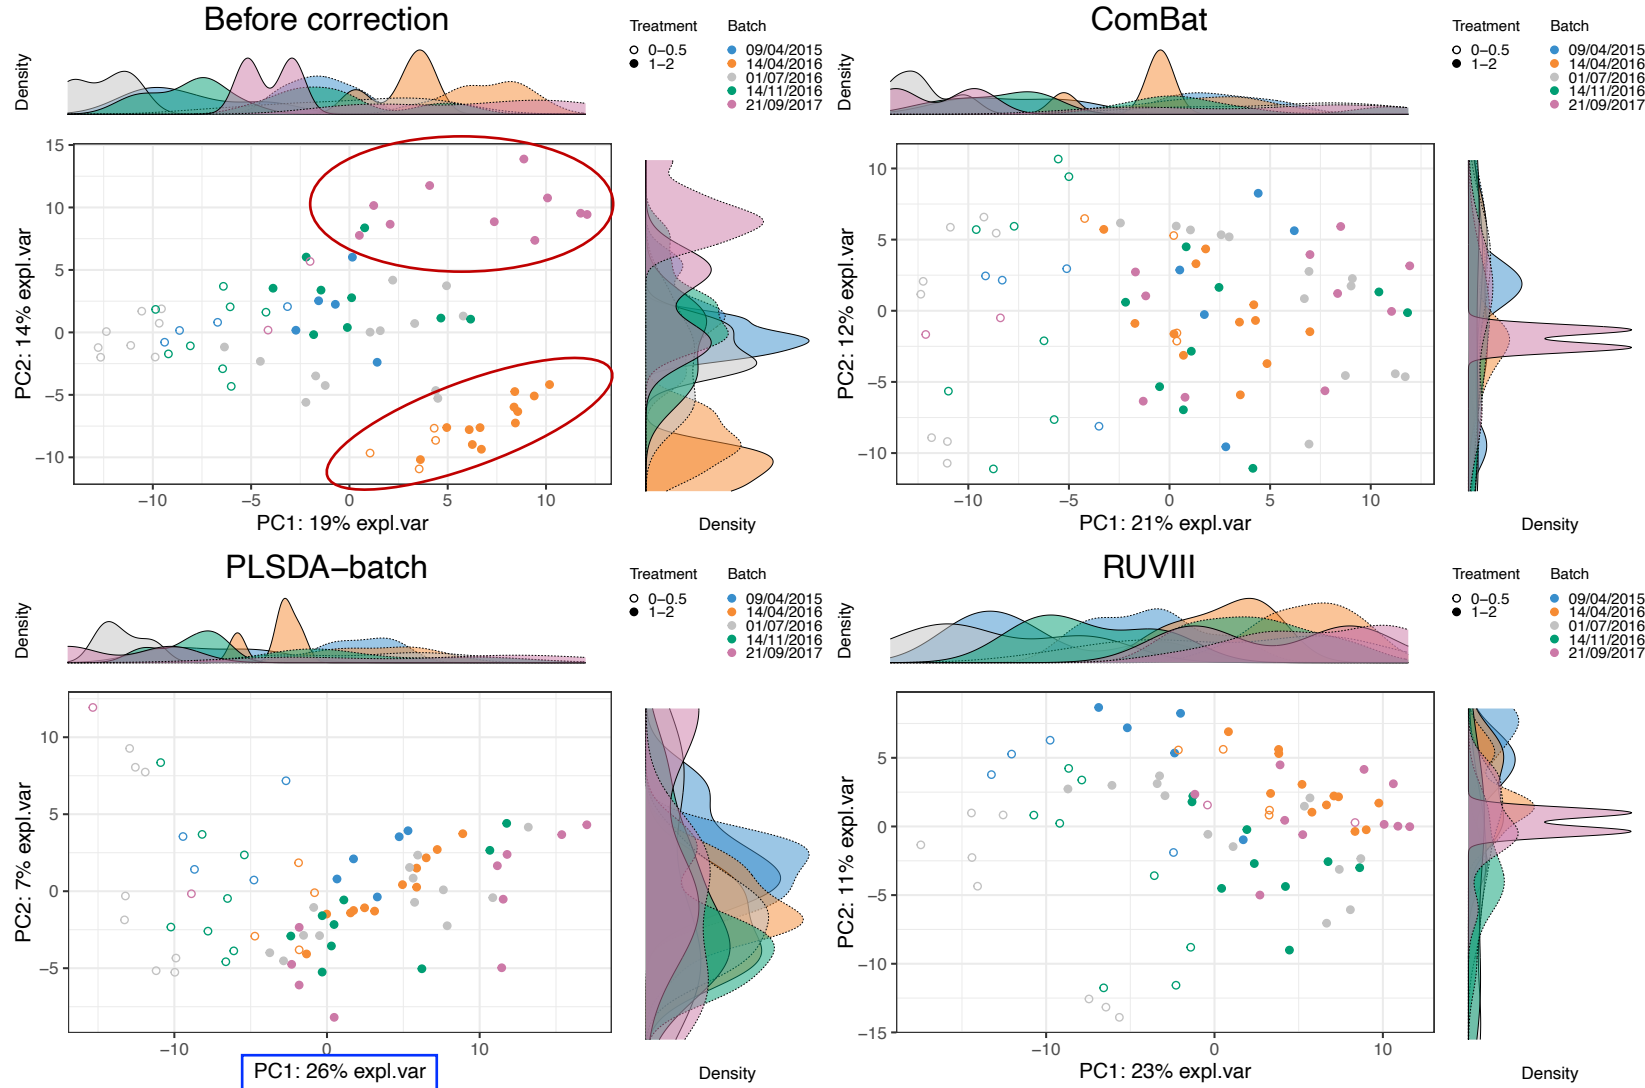 Before correction
Density
Treatment
0−0.5
1−2
Batch
09/04/2015
14/04/2016
01/07/2016
14/11/2016
21/09/2017
15
10
5
0
−5
−10
PC2: 14% expl.var
−10 −5 0 5 10
PC1: 19% expl.var
Density
ComBat
Density
Treatment
0−0.5
1−2
Batch
09/04/2015
14/04/2016
01/07/2016
14/11/2016
21/09/2017
10
5
0
−5
−10
PC2: 12% expl.var
−10 −5 0 5 10
PC1: 21% expl.var
Density
PLSDA−batch
Density
Treatment
0−0.5
1−2
Batch
09/04/2015
14/04/2016
01/07/2016
14/11/2016
21/09/2017
10
5
0
−5
PC2: 7% expl.var
−10 0 10
PC1: 26% expl.var
Density
RUVIII
Density
Treatment
0−0.5
1−2
Batch
09/04/2015
14/04/2016
01/07/2016
14/11/2016
21/09/2017
5
0
−5
−10
−15
PC2: 11% expl.var
−10 0 10
PC1: 23% expl.var
Density